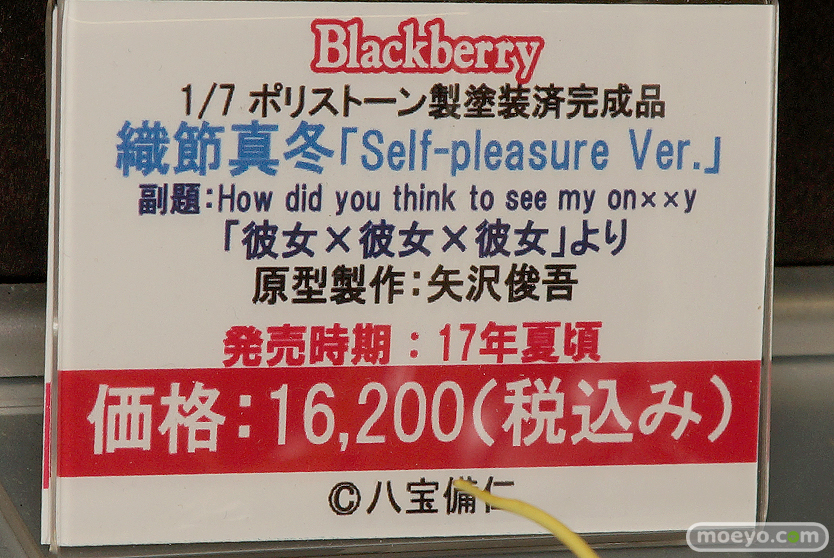 Blackberry
1/7 ポリストーン製塗装済完成品
織節真冬「Self-pleasure Ver.」
副題:How did you think to see my on××y
「彼女×彼女×彼女」より
原型製作:矢沢俊吾
発売時期:17年夏頃
価格:16,200(税込み)
©八宝備仁
moeyo.com